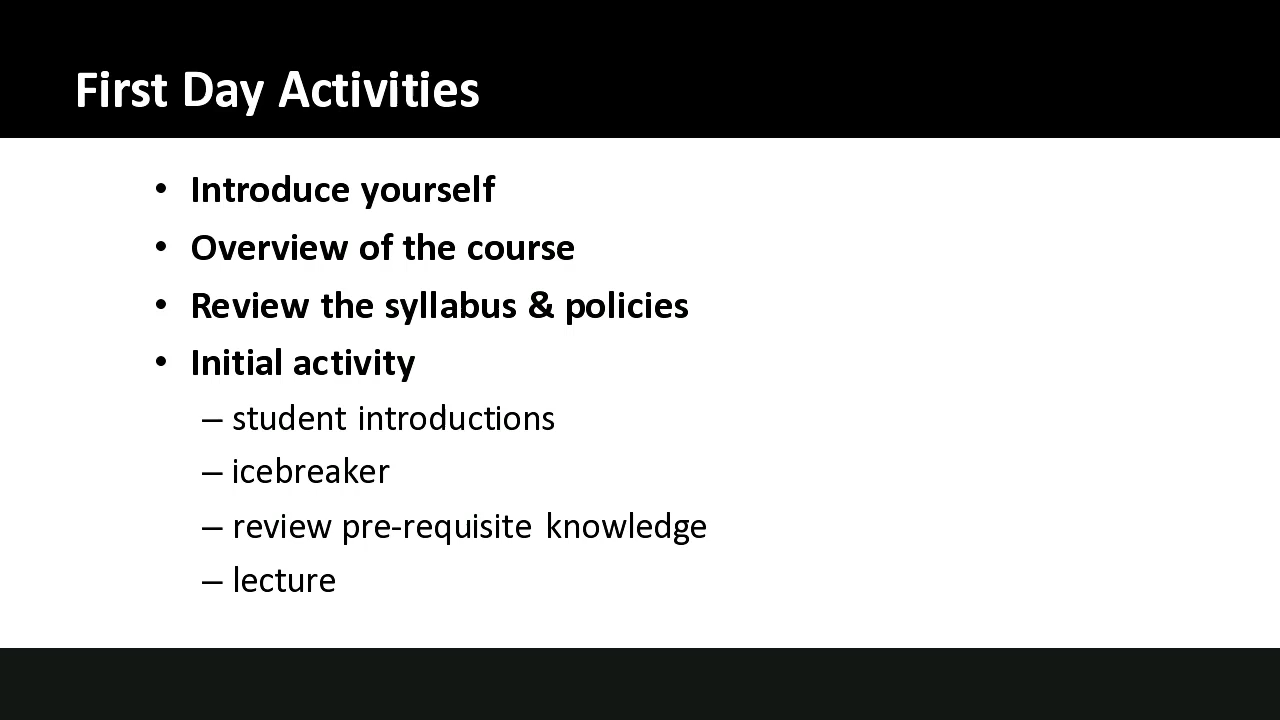 First Day Activities
• Introduce yourself
• Overview of the course
• Review the syllabus & policies
• Initial activity
– student introductions
– icebreaker
– review pre-requisite knowledge
– lecture